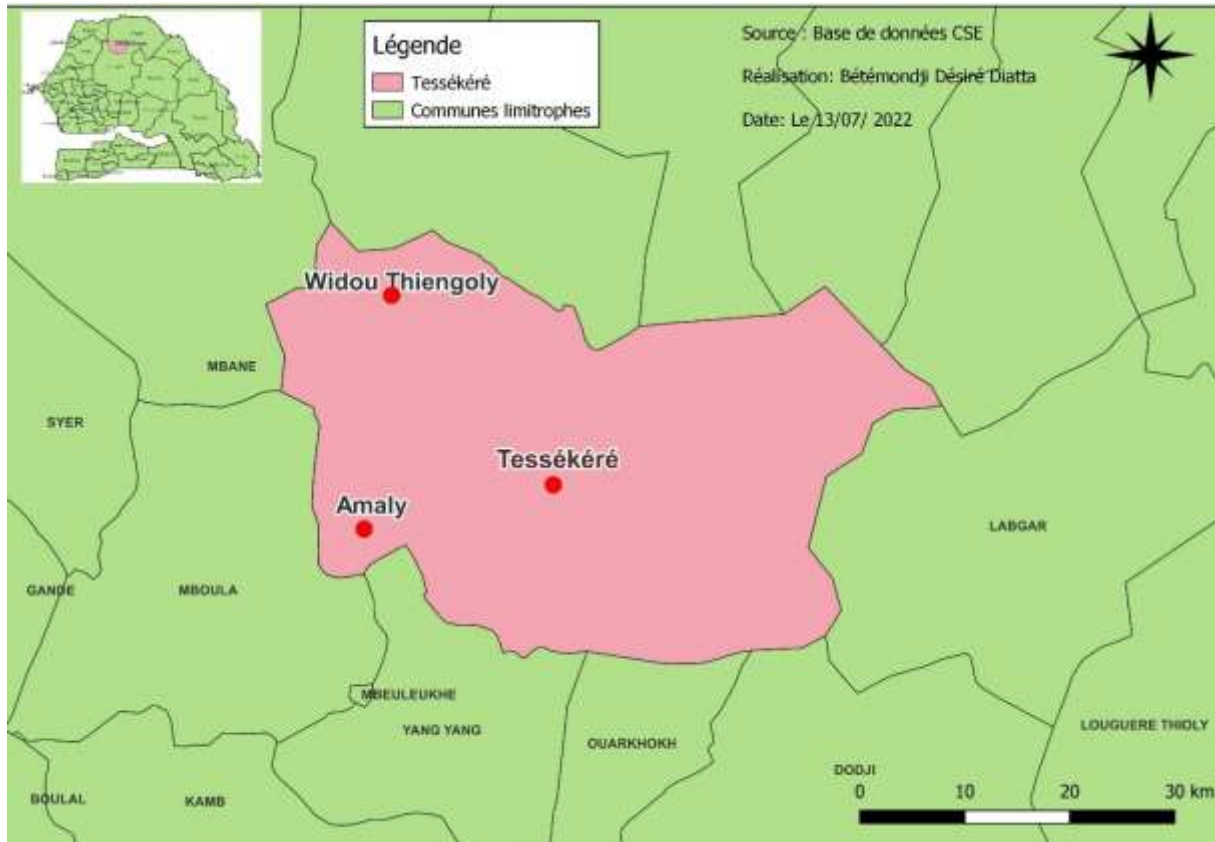 Légende
Tessékéré
Communes limitrophes
Source : Base de données CSE
Réalisation: Bétémondji Désiré Diatta
Date: Le 13/07/ 2022
Widou Thiengoly
MBANE
SYER
Tessékéré
Amaly
LABGAR
GANDE
MBOULA
MBEULEUKHE
YANG YANG
OUARKHOKH
LOUGUERE THIOLY
DODJI
BOULAL
KAMB
0 10 20 30 km